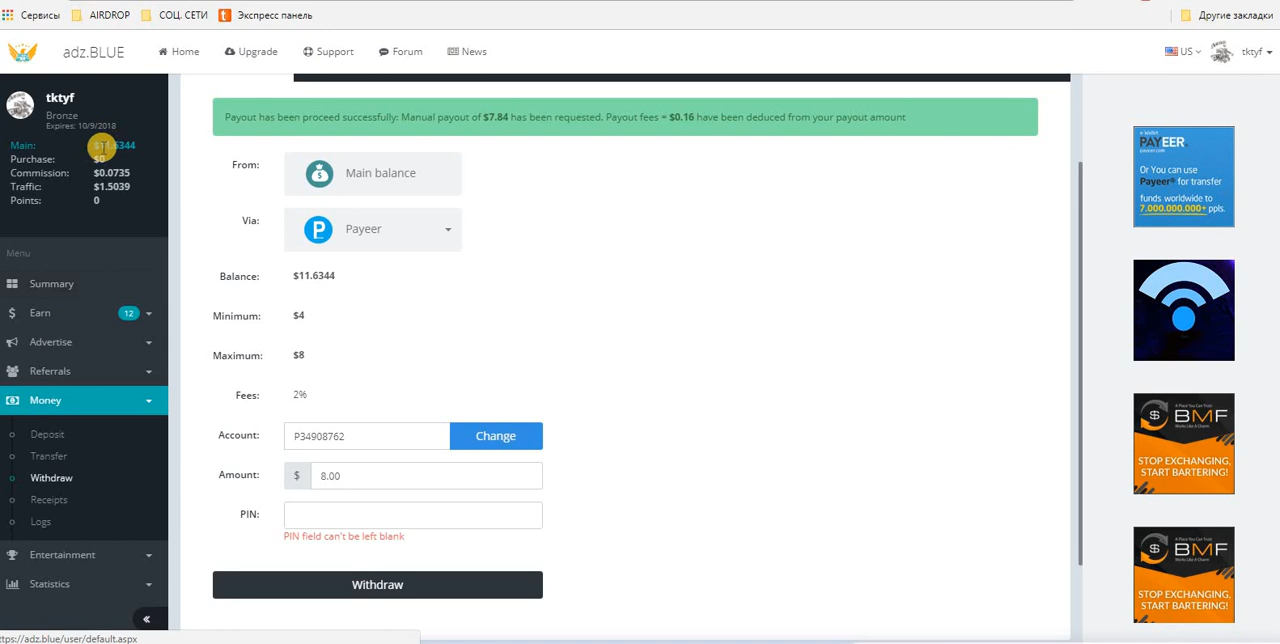 Сервисы AIRDROP СОЦ. СЕТИ Экспресс панель Другие закладки
adz.BLUE Home Upgrade Support Forum News US tktyf
tktyf
Bronze
Expires: 10/9/2018
Main: $11.6344
Purchase: $0
Commission: $0.0735
Traffic: $1.5039
Points: 0
Menu
Summary
Earn 12
Advertise
Referrals
Money
Deposit
Transfer
Withdraw
Receipts
Logs
Entertainment
Statistics
https://adz.blue/user/default.aspx
Payout has been proceed successfully: Manual payout of $7.84 has been requested. Payout fees = $0.16 have been deducted from your payout amount
From: Main balance
Via: P Payeer
Balance: $11.6344
Minimum: $4
Maximum: $8
Fees: 2%
Account: P34908762 Change
Amount: $ 8.00
PIN:
PIN field can't be left blank
Withdraw
PAYEER
payeer.com
Or You can use
Payeer® for transfer
funds worldwide to
7.000.000.000+ ppls.
BMF
STOP EXCHANGING,
START BARTERING!
BMF
STOP EXCHANGING,
START BARTERING!